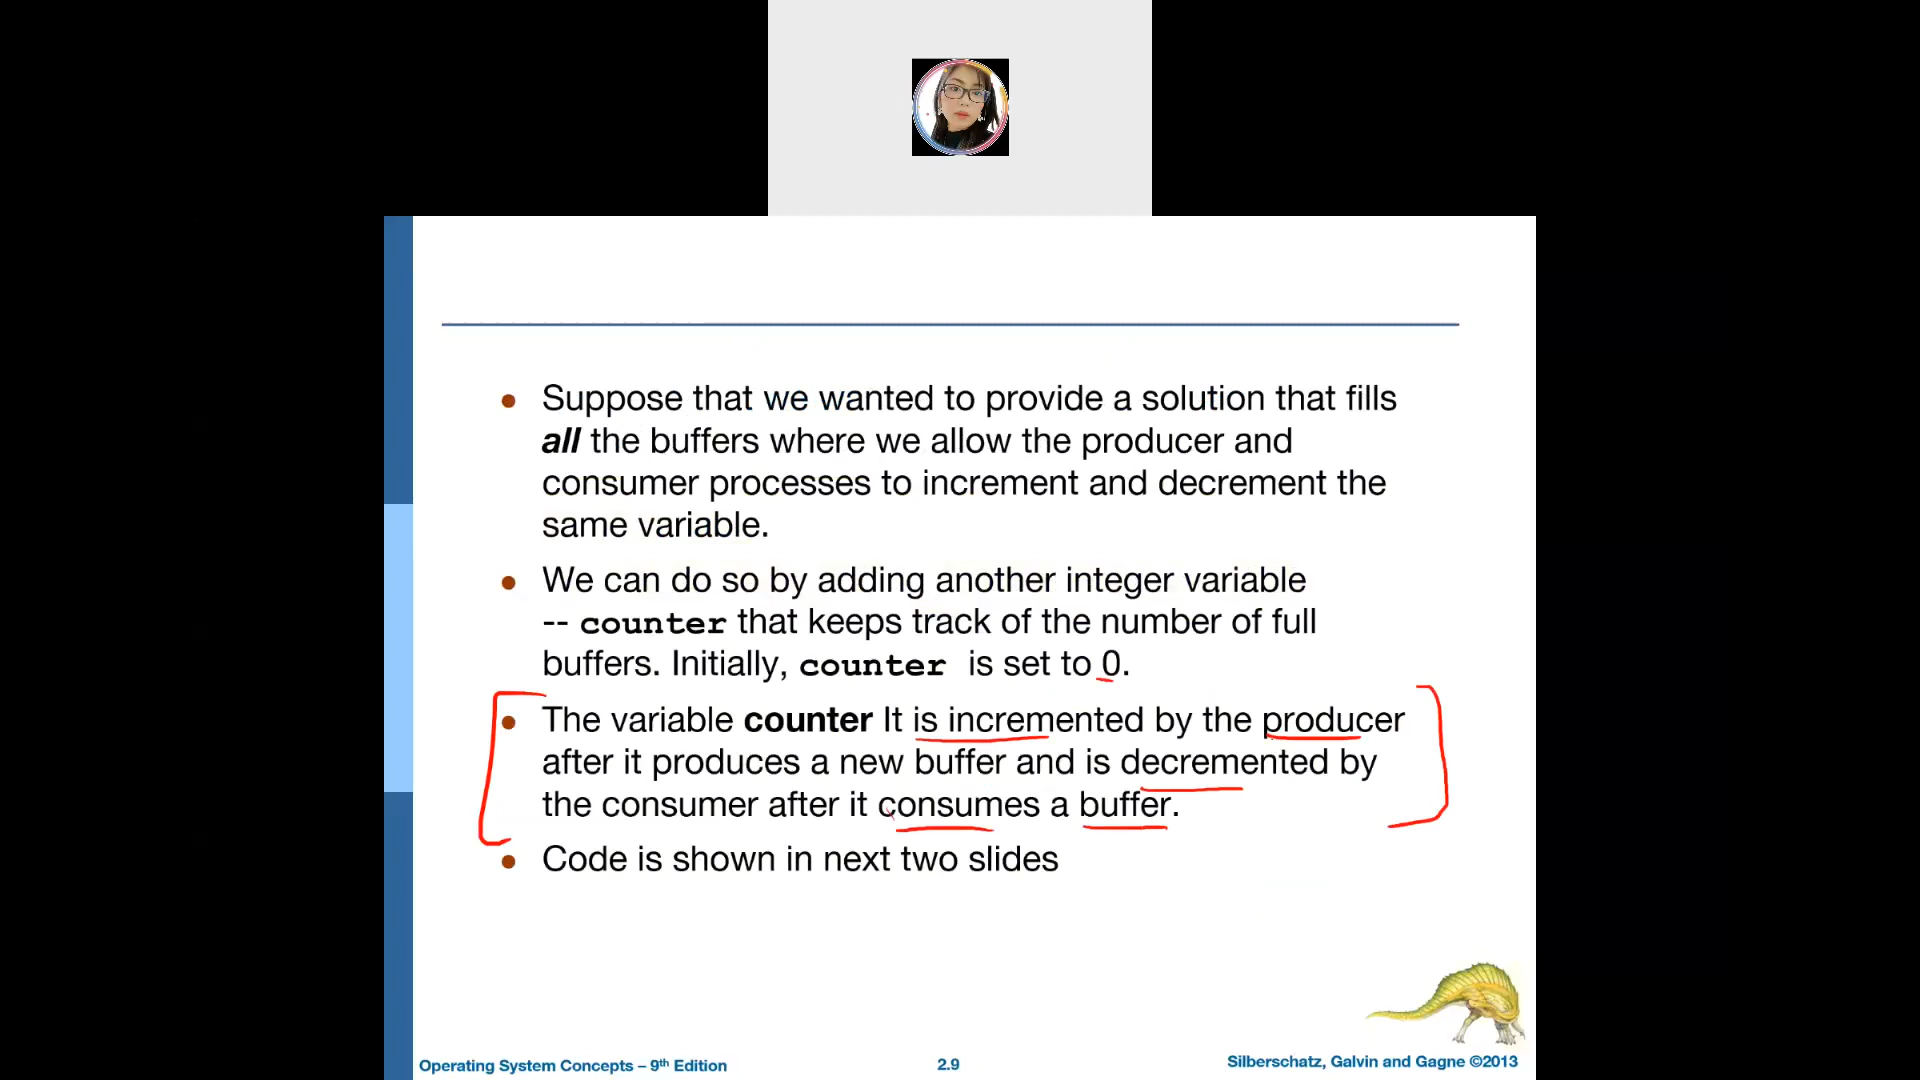 Suppose that we wanted to provide a solution that fills
all the buffers where we allow the producer and
consumer processes to increment and decrement the
same variable.
We can do so by adding another integer variable
-- counter that keeps track of the number of full
buffers. Initially, counter is set to 0.
The variable counter It is incremented by the producer
after it produces a new buffer and is decremented by
the consumer after it consumes a buffer.
Code is shown in next two slides
Operating System Concepts – 9th Edition
2.9
Silberschatz, Galvin and Gagne ©2013